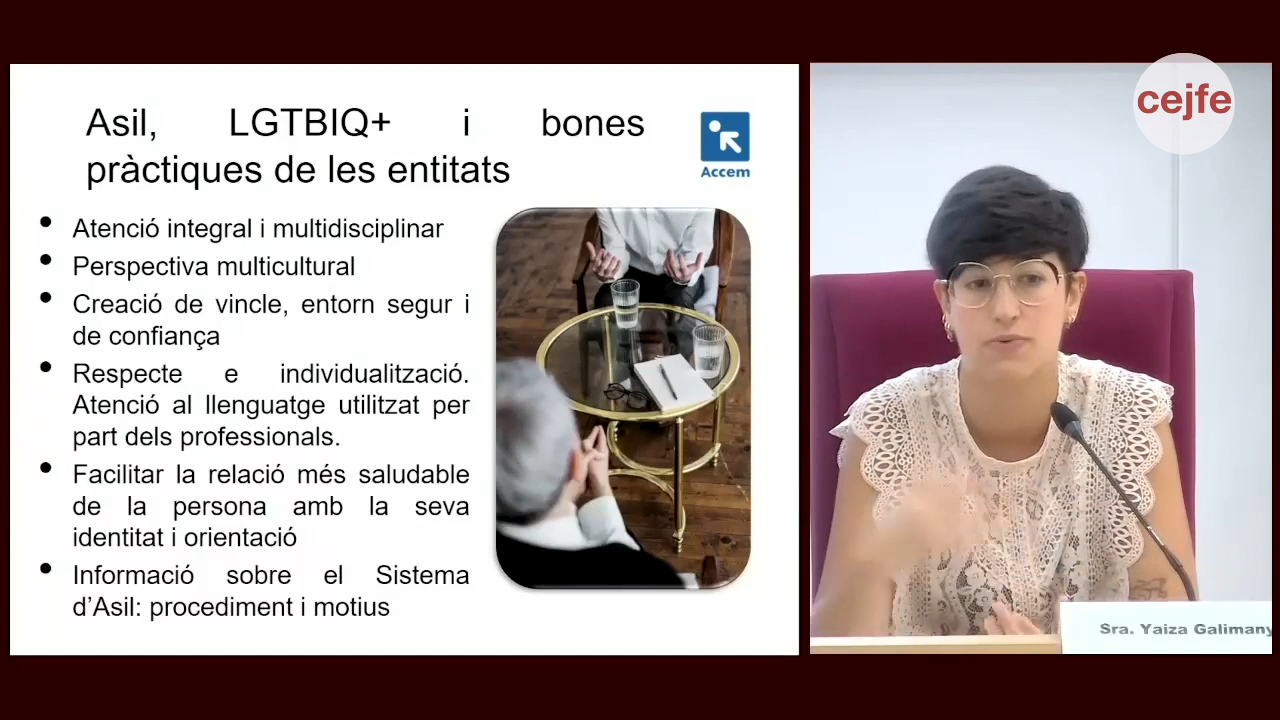 Asil, LGTBIQ+ i bones
pràctiques de les entitats
Accem
• Atenció integral i multidisciplinar
• Perspectiva multicultural
• Creació de vincle, entorn segur i
de confiança
• Respecte e individualització.
Atenció al llenguatge utilitzat per
part dels professionals.
• Facilitar la relació més saludable
de la persona amb la seva
identitat i orientació
• Informació sobre el Sistema
d'Asil: procediment i motius
cejfe
Sra. Yaiza Galimany